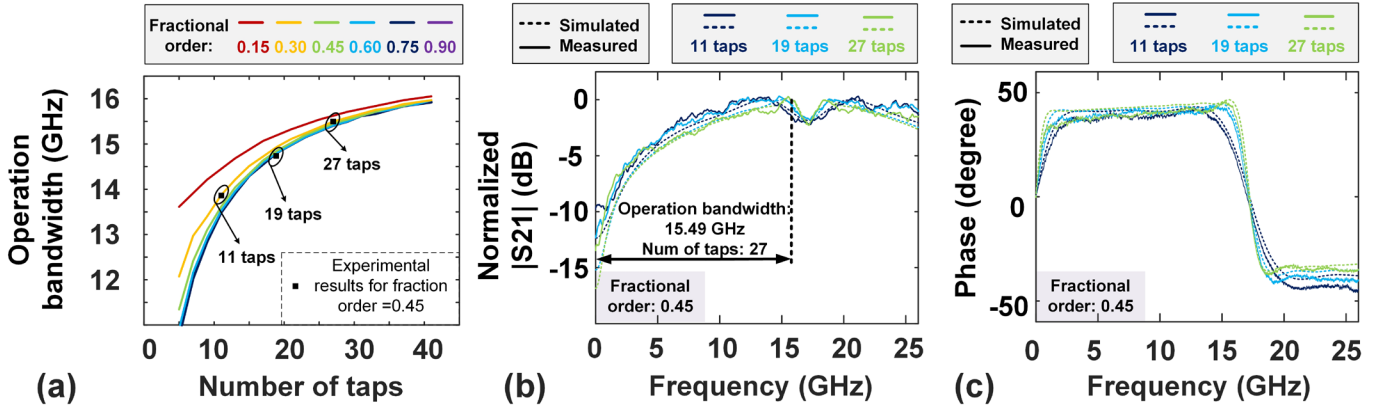 Fractional order:
0.15 0.30 0.45 0.60 0.75 0.90
Operation bandwidth (GHz)
16
15
14
13
12
27 taps
19 taps
11 taps
Experimental
results for fraction
order =0.45
0 10 20 30 40
Number of taps
(a)
Simulated
Measured
11 taps 19 taps 27 taps
Normalized |S21| (dB)
0
-5
-10
-15
Operation bandwidth:
15.49 GHz
Num of taps: 27
Fractional
order: 0.45
0 5 10 15 20 25
Frequency (GHz)
(b)
Simulated
Measured
11 taps 19 taps 27 taps
Phase (degree)
50
0
-50
Fractional
order: 0.45
0 5 10 15 20 25
Frequency (GHz)
(c)